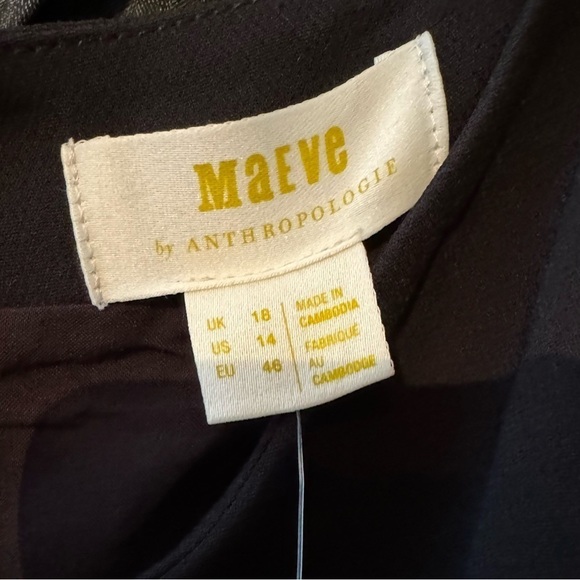 MaEve
by ANTHROPOLOGIE
UK 18
US 14
EU 46
MADE IN
CAMBODIA
FABRIQUÉ
AU
CAMBODGE